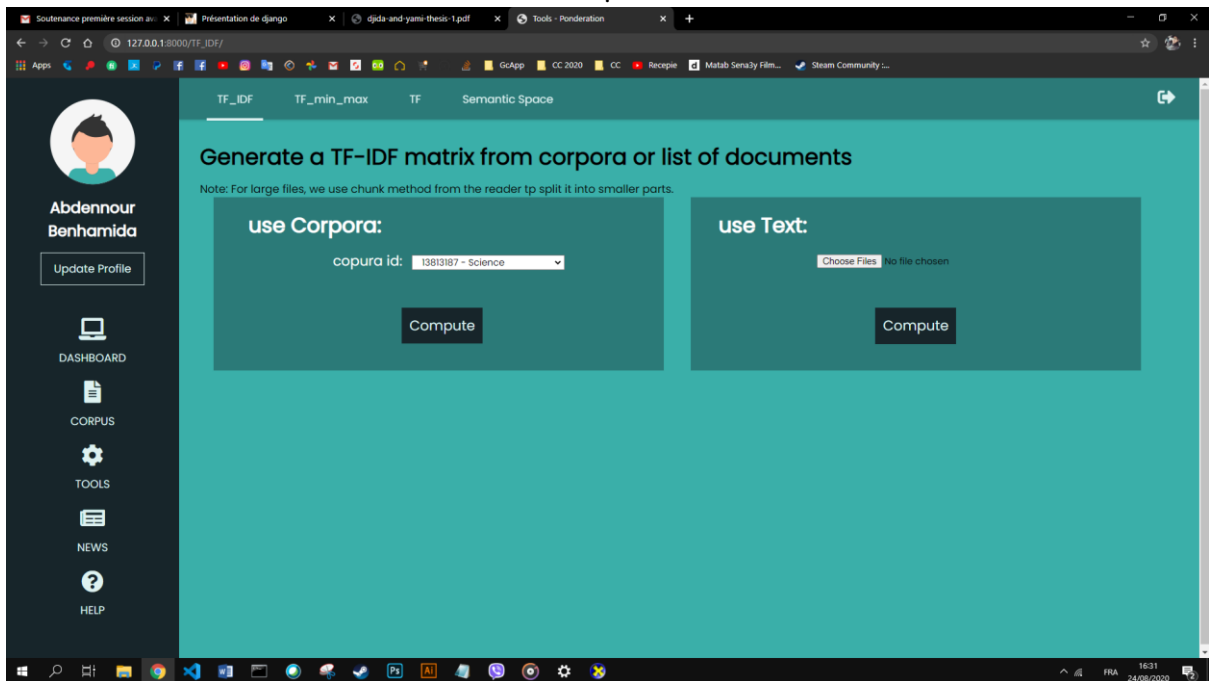 Soutenance première session av
Présentation de django
djida-and-yami-thesis-1.pdf
Tools - Ponderation
127.0.0.1:8000/TF_IDF/
Apps
GcApp
CC 2020
CC
Recepie
Matab Sena3y Film...
Steam Community :...
TF_IDF TF_min_max TF Semantic Space
Abdennour
Benhamida
Update Profile
DASHBOARD
CORPUS
TOOLS
NEWS
HELP
Generate a TF-IDF matrix from corpora or list of documents
Note: For large files, we use chunk method from the reader tp split it into smaller parts.
use Corpora:
copura id: 13813187 - Science
Compute
use Text:
Choose Files No file chosen
Compute
FRA
16:31
24/08/2020